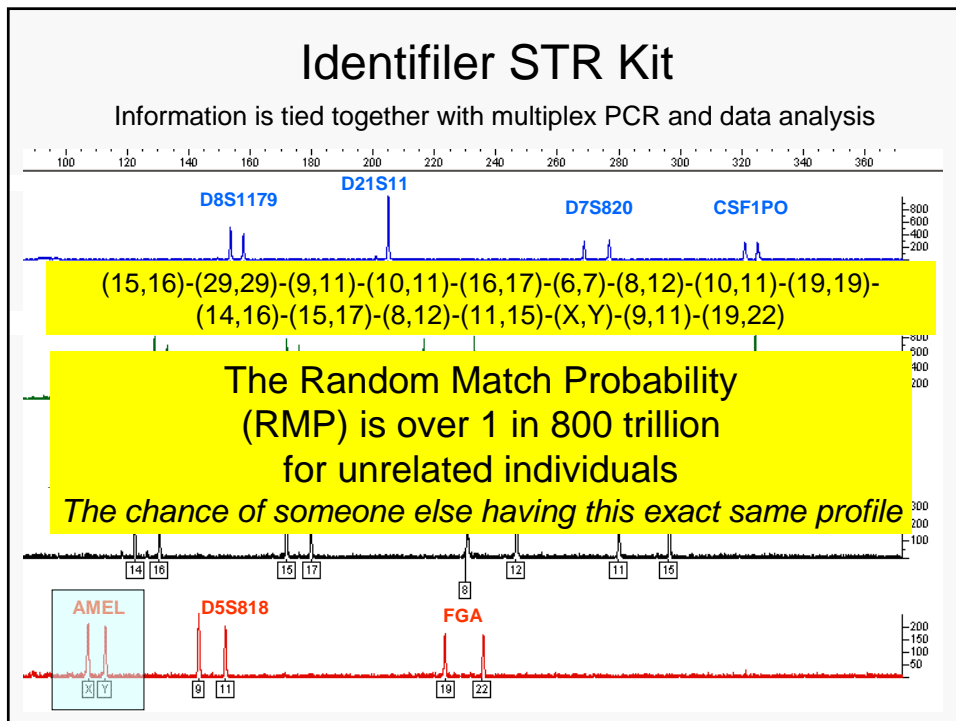 Identifiler STR Kit
Information is tied together with multiplex PCR and data analysis
100 120 140 160 180 200 220 240 260 280 300 320 340 360
D8S1179 D21S11 D7S820 CSF1PO
800
600
400
200
(15,16)-(29,29)-(9,11)-(10,11)-(16,17)-(6,7)-(8,12)-(10,11)-(19,19)-
(14,16)-(15,17)-(8,12)-(11,15)-(X,Y)-(9,11)-(19,22)
800
600
400
200
The Random Match Probability
(RMP) is over 1 in 800 trillion
for unrelated individuals
The chance of someone else having this exact same profile
300
200
100
14 16 15 17 12 11 15
8
AMEL D5S818 FGA
200
150
100
50
X Y 9 11 19 22